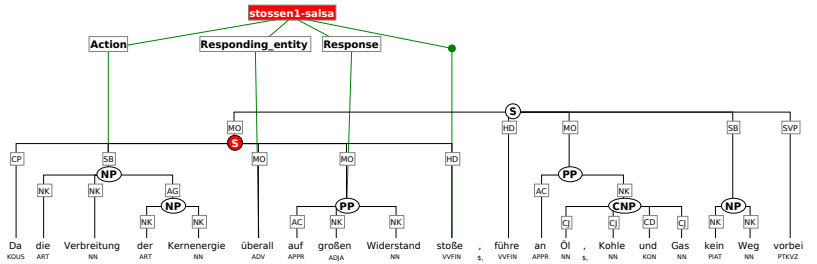 stossen1-salsa
Action Responding_entity Response
S
MO HD MO SB SVP
S
CP SB MO MO HD
NP PP
NK NK AG AC NK
NP PP CNP NP
NK NK AC NK NK CJ CJ CD CJ NK NK
Da die Verbreitung der Kernenergie überall auf großen Widerstand stoße , führe an Öl , Kohle und Gas kein Weg vorbei
KOUS ART NN ART NN ADV APPR ADJA NN VVFIN $, VVFIN APPR NN $, NN KON NN PIAT NN PTKVZ